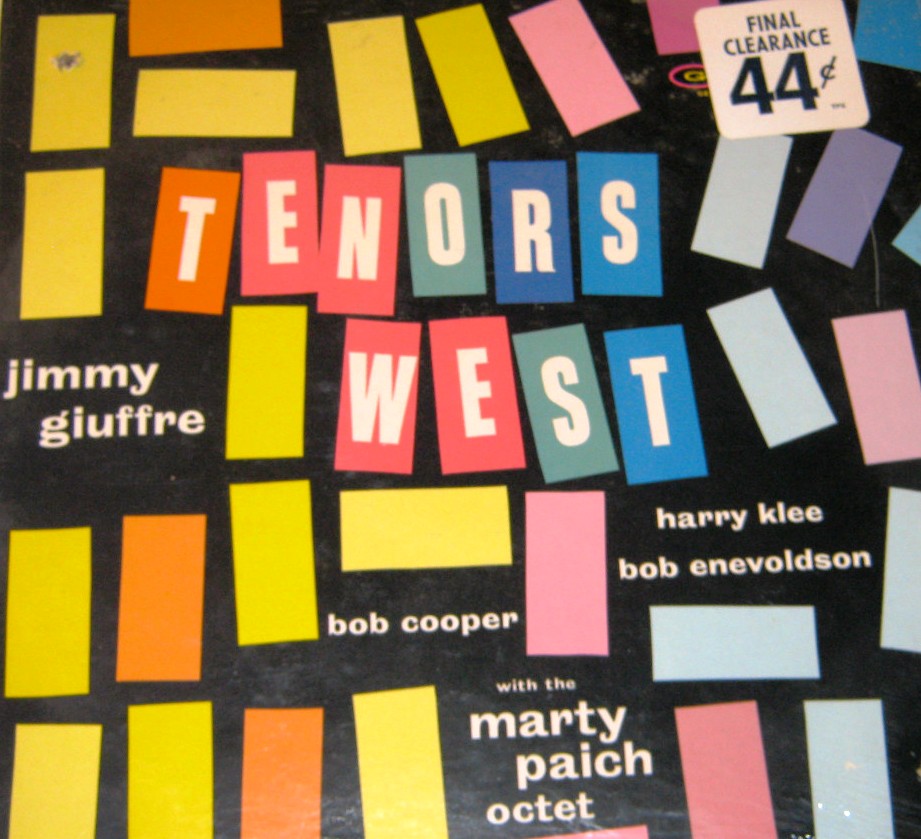 FINAL
CLEARANCE
44¢
TENORS
WEST
jimmy
giuffre
harry klee
bob enevoldson
bob cooper
with the
marty
paich
octet